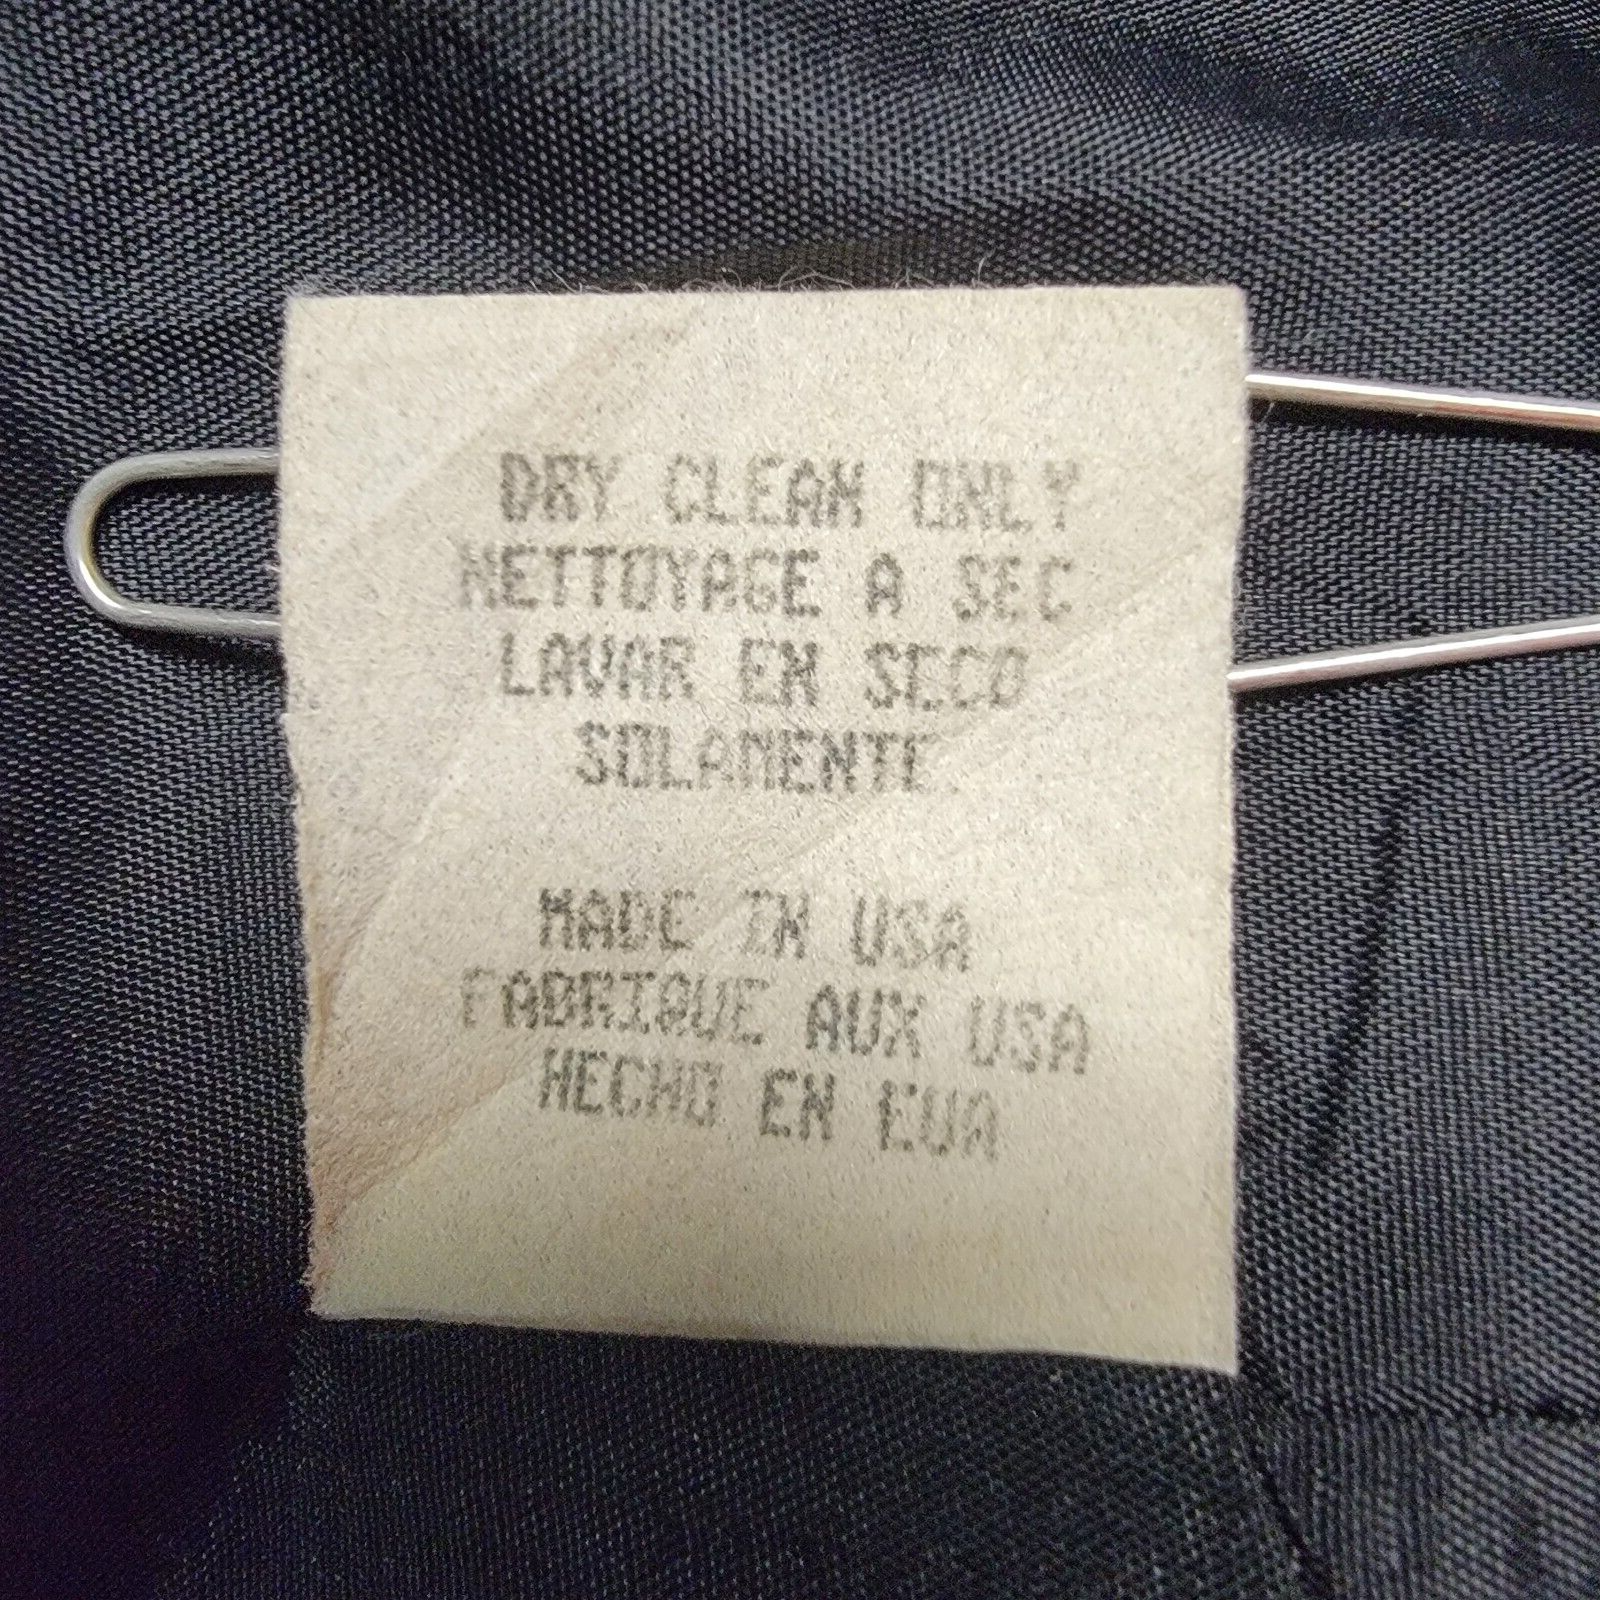 DRY CLEAN ONLY
NETTOYAGE A SEC
LAVAR EN SECO
SOLAMENTE
MADE IN USA
FABRIQUE AUX USA
HECHO EN EUA